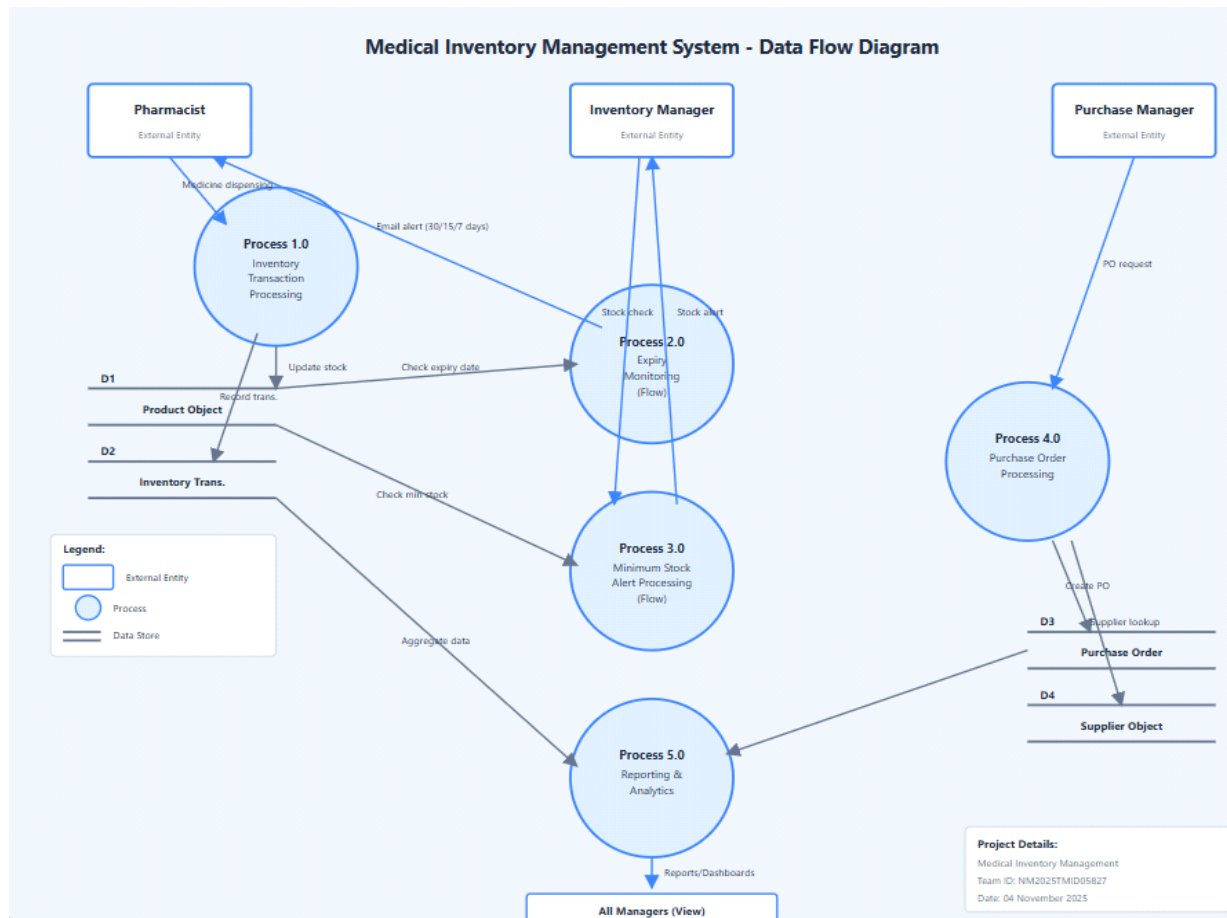 Medical Inventory Management System - Data Flow Diagram
Pharmacist
External Entity
Inventory Manager
External Entity
Purchase Manager
External Entity
Medicine dispensing
Email alert (30/15/7 days)
Process 1.0
Inventory
Transaction
Processing
PO request
Stock check
Stock alert
Process 2.0
Expiry
Monitoring
(Flow)
Update stock
Check expiry date
D1
Record trans.
Product Object
D2
Inventory Trans.
Check min stock
Process 4.0
Purchase Order
Processing
Process 3.0
Minimum Stock
Alert Processing
(Flow)
Legend:
External Entity
Process
Data Store
Create PO
D3
Supplier lookup
Purchase Order
D4
Supplier Object
Aggregate data
Process 5.0
Reporting &
Analytics
Reports/Dashboards
All Managers (View)
Project Details:
Medical Inventory Management
Team ID: NM2025TMID05827
Date: 04 November 2025